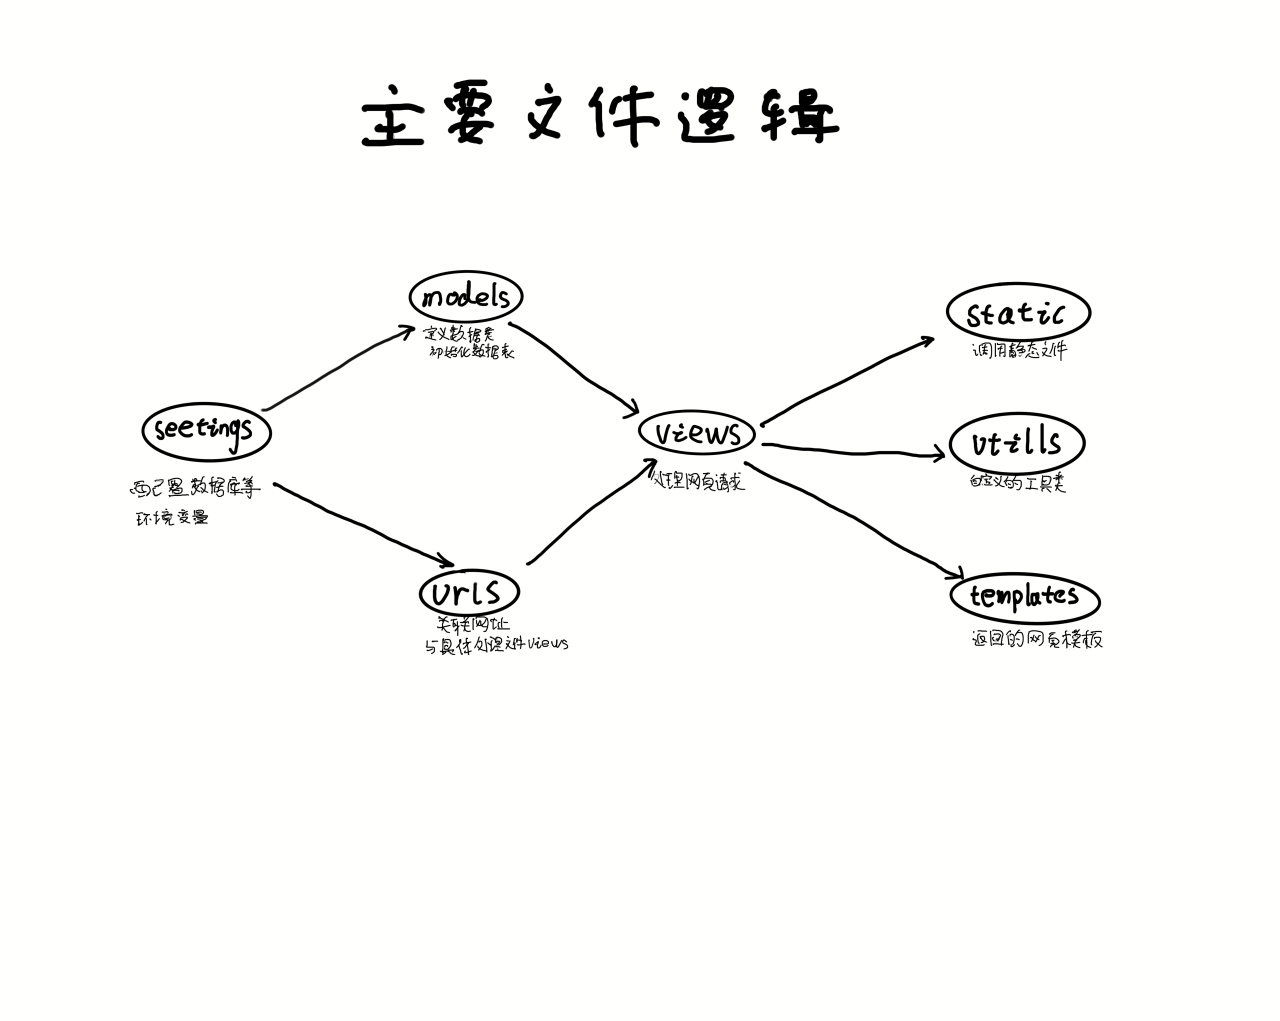 主要文件逻辑
models
定义数据类
初始化数据表
static
调用静态文件
seetings
配置数据库等
环境变量
views
处理网页请求
utills
自定义的工具类
urls
关联网址
与具体处理文件views
templates
返回的网页模板